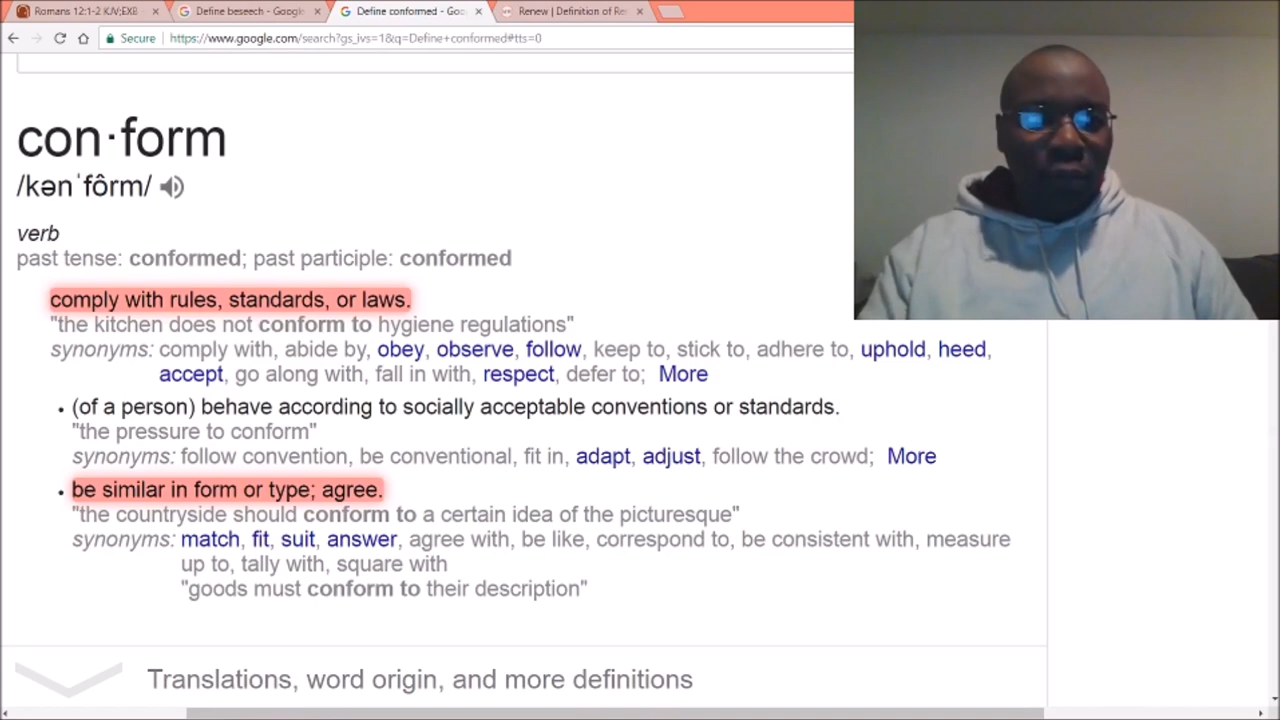 Romans 12:1-2 KJV;EXB
Define beseech - Google
Define conformed - Goo
Renew | Definition of Re
Secure
https://www.google.com/search?gs_ivs=1&q=Define+conformed#tts=0
con·form
/kənˈfôrm/
verb
past tense: conformed; past participle: conformed
comply with rules, standards, or laws.
"the kitchen does not conform to hygiene regulations"
synonyms: comply with, abide by, obey, observe, follow, keep to, stick to, adhere to, uphold, heed,
accept, go along with, fall in with, respect, defer to; More
• (of a person) behave according to socially acceptable conventions or standards.
"the pressure to conform"
synonyms: follow convention, be conventional, fit in, adapt, adjust, follow the crowd; More
• be similar in form or type; agree.
"the countryside should conform to a certain idea of the picturesque"
synonyms: match, fit, suit, answer, agree with, be like, correspond to, be consistent with, measure
up to, tally with, square with
"goods must conform to their description"
Translations, word origin, and more definitions